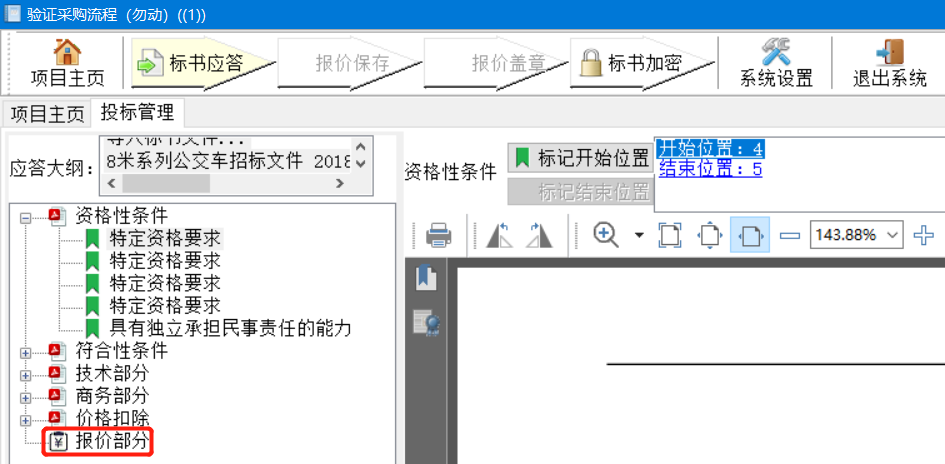 验证采购流程（勿动）((1))
项目主页
标书应答
报价保存
报价盖章
标书加密
系统设置
退出系统
项目主页
投标管理
应答大纲：
导入标书文件...
8米系列公交车招标文件 2018
资格性条件
标记开始位置
标记结束位置
开始位置：4
结束位置：5
143.88%
资格性条件
特定资格要求
特定资格要求
特定资格要求
特定资格要求
具有独立承担民事责任的能力
符合性条件
技术部分
商务部分
价格扣除
报价部分